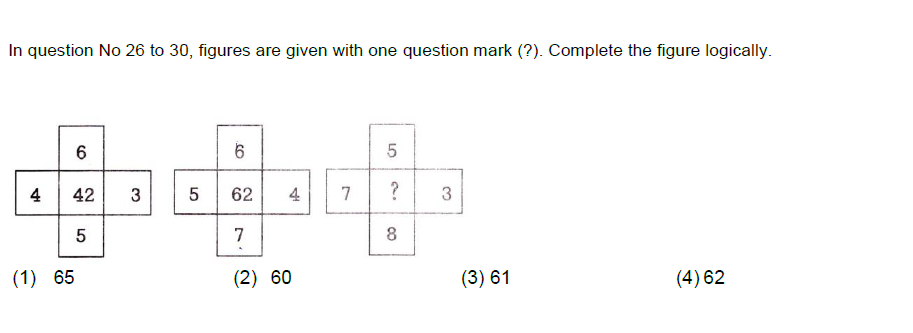 In question No 26 to 30, figures are given with one question mark (?). Complete the figure logically.
6 6 5
4 42 3 5 62 4 7 ? 3
5 7 8
(1) 65 (2) 60 (3) 61 (4) 62